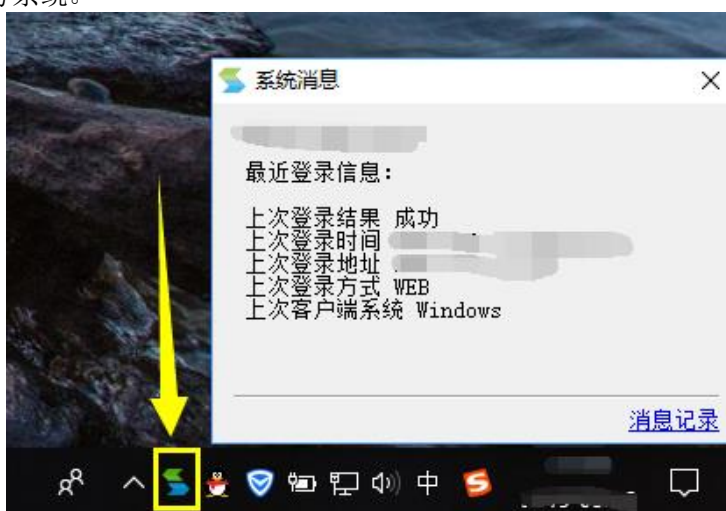 系统消息
最近登录信息:
上次登录结果 成功
上次登录时间
上次登录地址
上次登录方式 WEB
上次客户端系统 Windows
消息记录
中